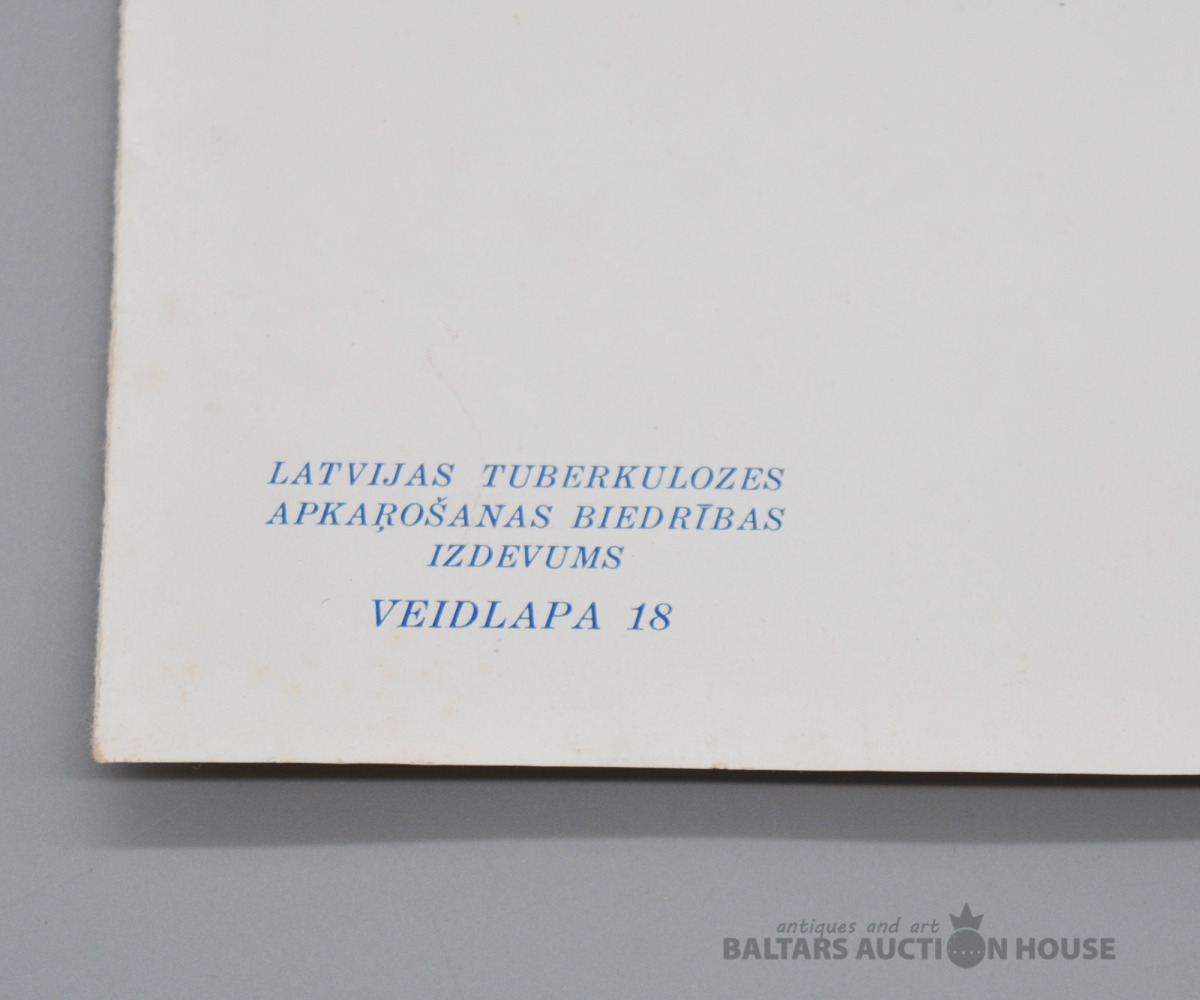 LATVIJAS TUBERKULOZES
APKAŖOŠANAS BIEDRĪBAS
IZDEVUMS
VEIDLAPA 18
antiques and art
BALTARS AUCTION HOUSE